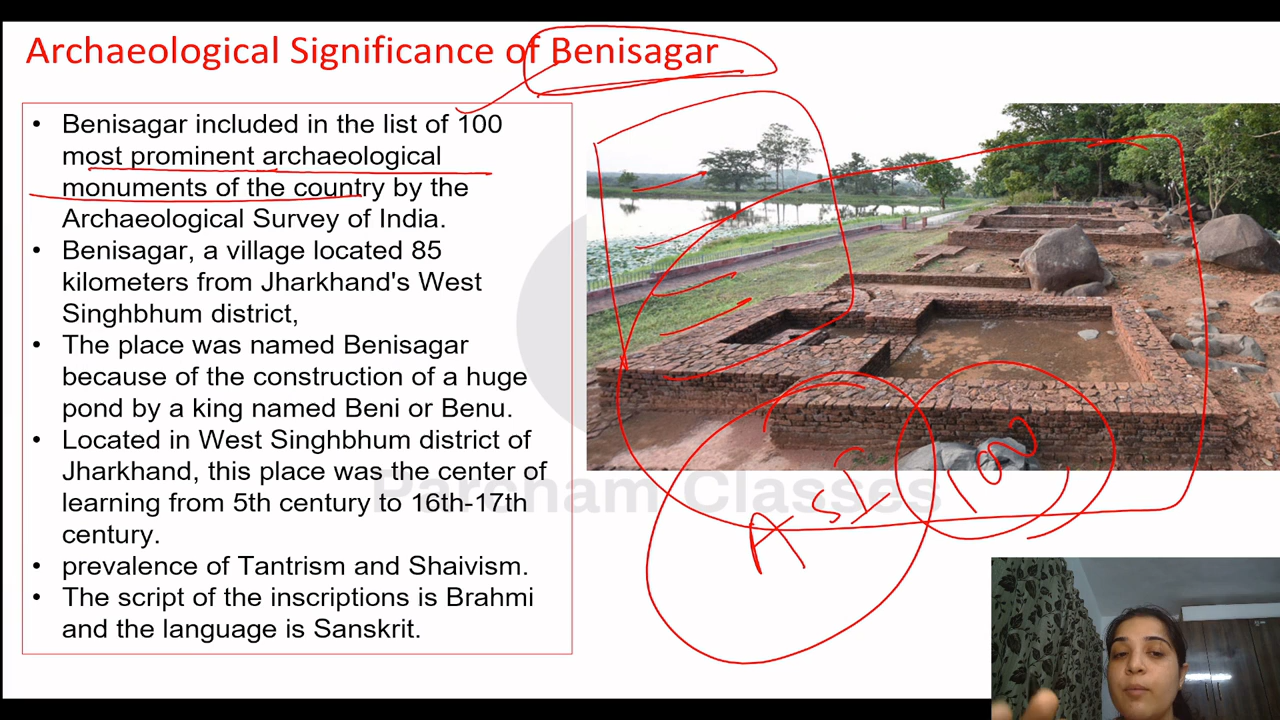 Archaeological Significance of Benisagar
• Benisagar included in the list of 100
most prominent archaeological
monuments of the country by the
Archaeological Survey of India.
• Benisagar, a village located 85
kilometers from Jharkhand's West
Singhbhum district,
• The place was named Benisagar
because of the construction of a huge
pond by a king named Beni or Benu.
• Located in West Singhbhum district of
Jharkhand, this place was the center of
learning from 5th century to 16th-17th
century.
• prevalence of Tantrism and Shaivism.
• The script of the inscriptions is Brahmi
and the language is Sanskrit.
Parcham Classes
ASI
100